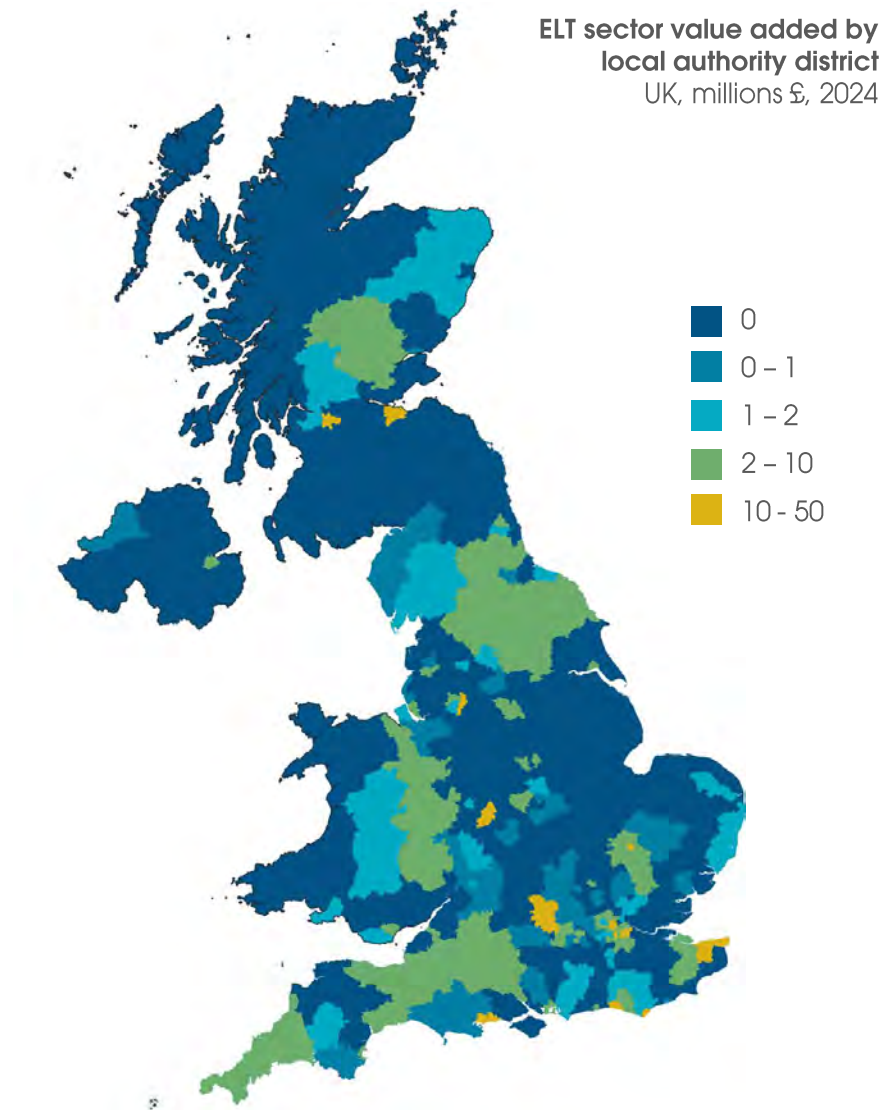 ELT sector value added by
local authority district
UK, millions £, 2024
0
0 – 1
1 – 2
2 – 10
10 - 50